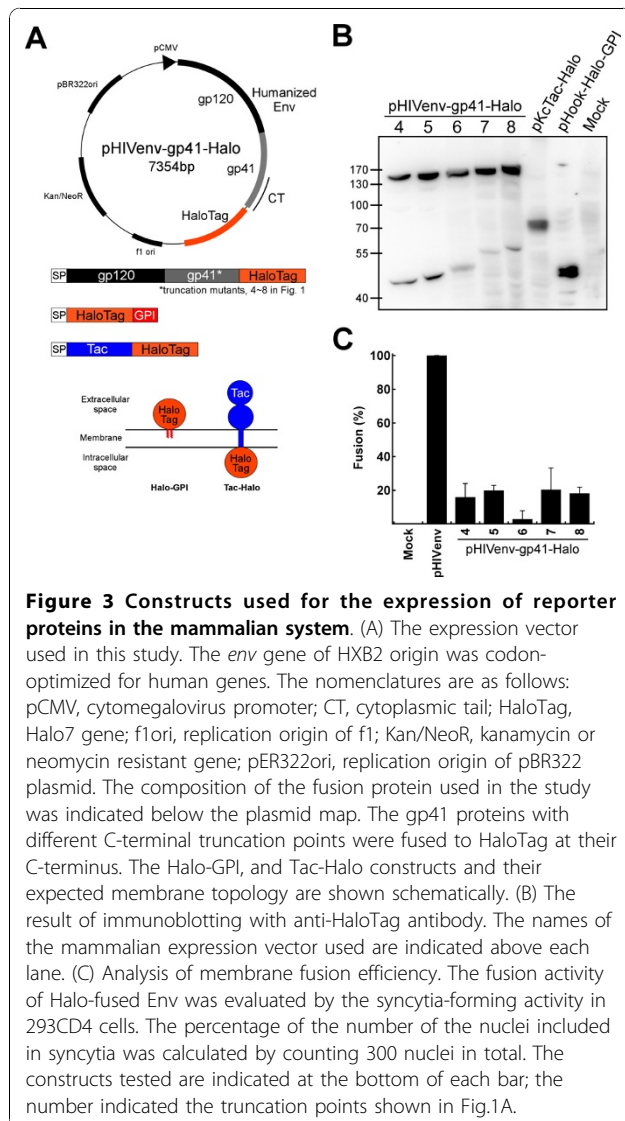 A
pCMV
pBR322ori
gp120
Humanized
Env
pHIVenv-gp41-Halo
7354bp
gp41
CT
Kan/NeoR
HaloTag
f1 ori
SP gp120 gp41* HaloTag
*truncation mutants, 4~8 in Fig. 1
SP HaloTag GPI
SP Tac HaloTag
Extracellular
space
Membrane
Intracellular
space
Halo
Tag
Tac
Halo
Tag
Halo-GPI
Tac-Halo
B
pHIVenv-gp41-Halo
4 5 6 7 8
pKcTac-Halo
pHook-Halo-GPI
Mock
170
130
100
70
55
40
C
Fusion (%)
100
80
60
40
20
Mock
pHIVenv
4
5
6
7
8
pHIVenv-gp41-Halo
Figure 3 Constructs used for the expression of reporter
proteins in the mammalian system. (A) The expression vector
used in this study. The env gene of HXB2 origin was codon-
optimized for human genes. The nomenclatures are as follows:
pCMV, cytomegalovirus promoter; CT, cytoplasmic tail; HaloTag,
Halo7 gene; f1ori, replication origin of f1; Kan/NeoR, kanamycin or
neomycin resistant gene; pER322ori, replication origin of pBR322
plasmid. The composition of the fusion protein used in the study
was indicated below the plasmid map. The gp41 proteins with
different C-terminal truncation points were fused to HaloTag at their
C-terminus. The Halo-GPI, and Tac-Halo constructs and their
expected membrane topology are shown schematically. (B) The
result of immunoblotting with anti-HaloTag antibody. The names of
the mammalian expression vector used are indicated above each
lane. (C) Analysis of membrane fusion efficiency. The fusion activity
of Halo-fused Env was evaluated by the syncytia-forming activity in
293CD4 cells. The percentage of the number of the nuclei included
in syncytia was calculated by counting 300 nuclei in total. The
constructs tested are indicated at the bottom of each bar; the
number indicated the truncation points shown in Fig.1A.